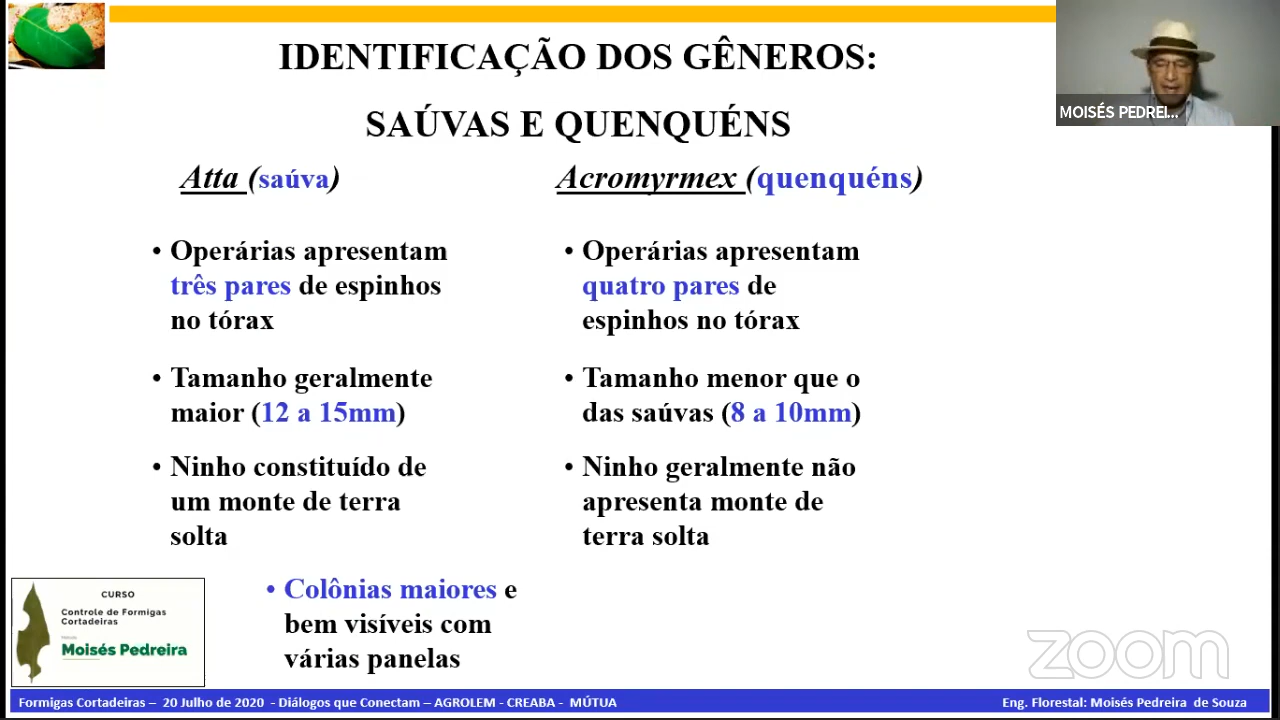 IDENTIFICAÇÃO DOS GÊNEROS:
SAÚVAS E QUENQUÉNS
MOISÉS PEDREI...
Atta (saúva)
• Operárias apresentam
três pares de espinhos
no tórax
• Tamanho geralmente
maior (12 a 15mm)
• Ninho constituído de
um monte de terra
solta
• Colônias maiores e
bem visíveis com
várias panelas
Acromyrmex (quenquéns)
• Operárias apresentam
quatro pares de
espinhos no tórax
• Tamanho menor que o
das saúvas (8 a 10mm)
• Ninho geralmente não
apresenta monte de
terra solta
CURSO
Controle de Formigas
Cortadeiras
Moisés Pedreira
zoom
Formigas Cortadeiras – 20 Julho de 2020 - Diálogos que Conectam – AGROLEM - CREABA - MÚTUA
Eng. Florestal: Moisés Pedreira de Souza